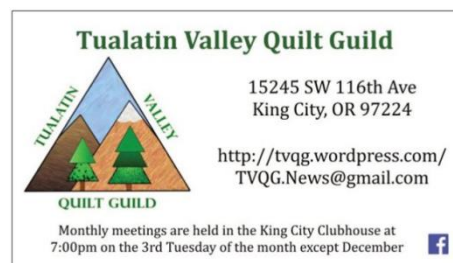 Tualatin Valley Quilt Guild
TUALATIN
VALLEY
QUILT GUILD
15245 SW 116th Ave
King City, OR 97224
http://tvqg.wordpress.com/
TVQG.News@gmail.com
Monthly meetings are held in the King City Clubhouse at
7:00pm on the 3rd Tuesday of the month except December
f